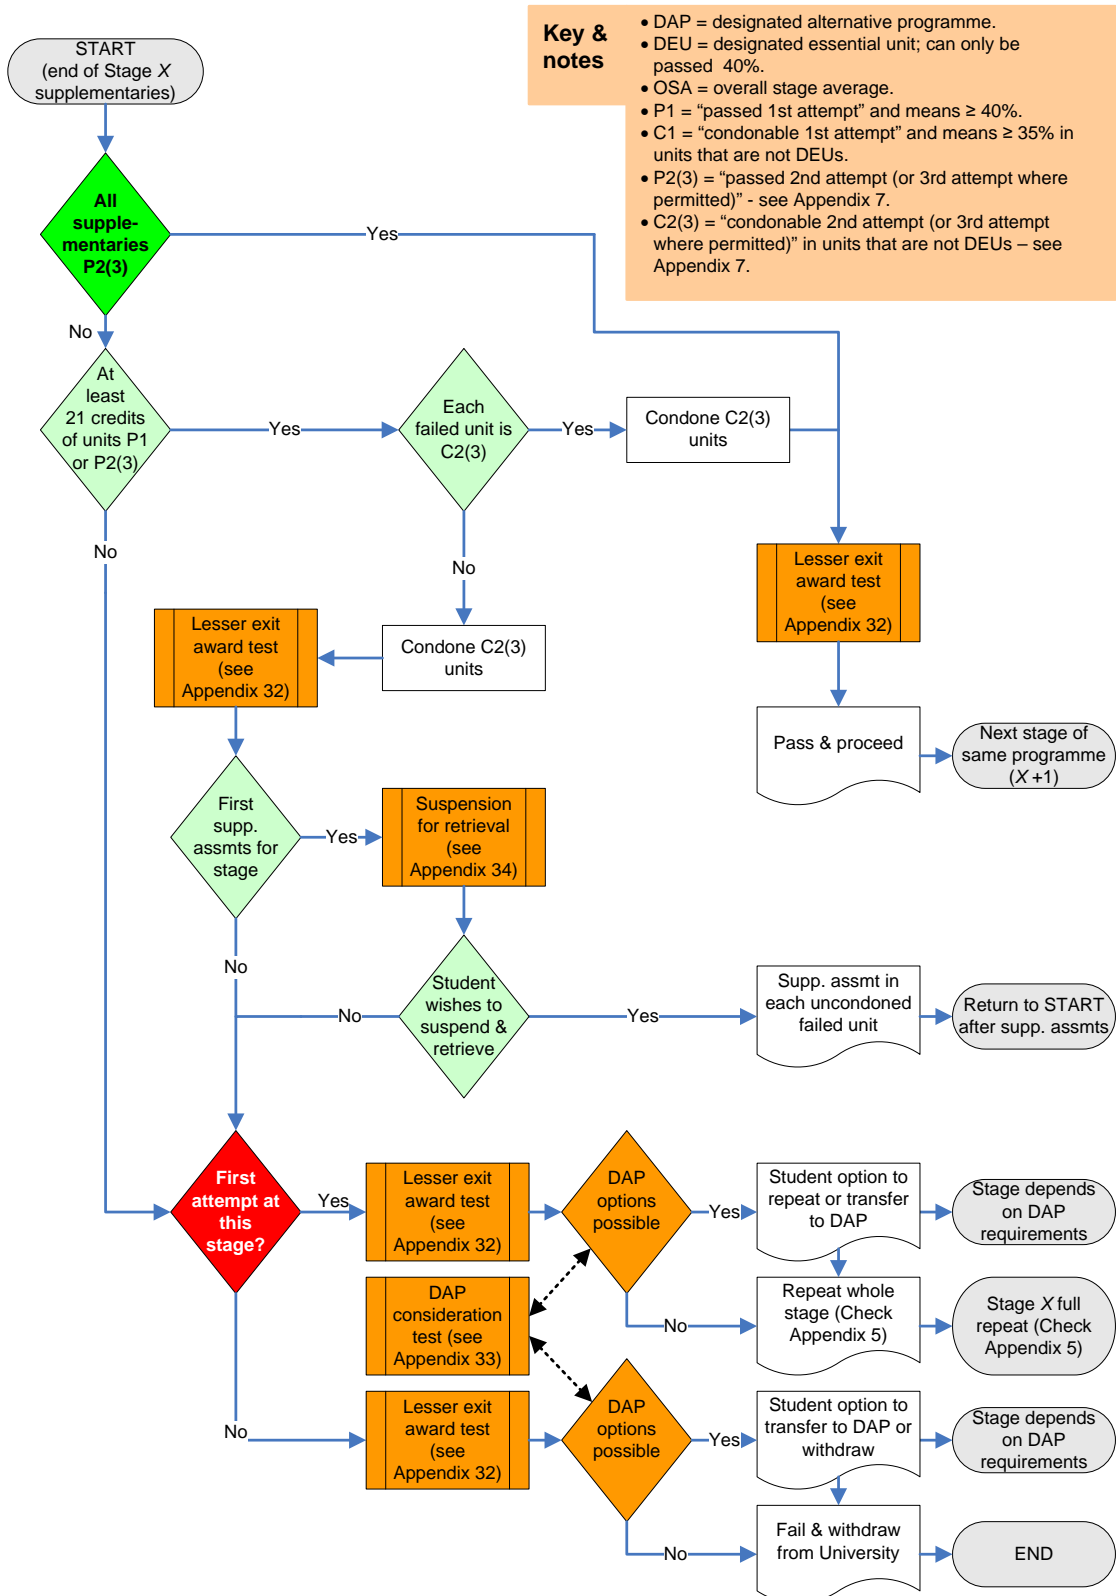 Key &
notes
• DAP = designated alternative programme.
• DEU = designated essential unit; can only be
passed  40%.
• OSA = overall stage average.
• P1 = “passed 1st attempt” and means ≥ 40%.
• C1 = “condonable 1st attempt” and means ≥ 35% in
units that are not DEUs.
• P2(3) = “passed 2nd attempt (or 3rd attempt where
permitted)” - see Appendix 7.
• C2(3) = “condonable 2nd attempt (or 3rd attempt
where permitted)” in units that are not DEUs – see
Appendix 7.
START
(end of Stage X
supplementaries)
All
supple-
mentaries
P2(3)
Yes
No
At
least
21 credits
of units P1
or P2(3)
Yes
Each
failed unit is
C2(3)
Yes
Condone C2(3)
units
No
No
Lesser exit
award test
(see
Appendix 32)
Condone C2(3)
units
Lesser exit
award test
(see
Appendix 32)
Pass & proceed
Next stage of
same programme
(X +1)
First
supp.
assmts for
stage
Yes
Suspension
for retrieval
(see
Appendix 34)
No
Student
wishes to
suspend &
retrieve
No
Yes
Supp. assmt in
each uncondoned
failed unit
Return to START
after supp. assmts
First
attempt at
this
stage?
Yes
Lesser exit
award test
(see
Appendix 32)
DAP
options
possible
Yes
Student option to
repeat or transfer
to DAP
Stage depends
on DAP
requirements
DAP
consideration
test (see
Appendix 33)
No
Repeat whole
stage (Check
Appendix 5)
Stage X full
repeat (Check
Appendix 5)
No
Lesser exit
award test
(see
Appendix 32)
DAP
options
possible
Yes
Student option to
transfer to DAP or
withdraw
Stage depends
on DAP
requirements
No
Fail & withdraw
from University
END